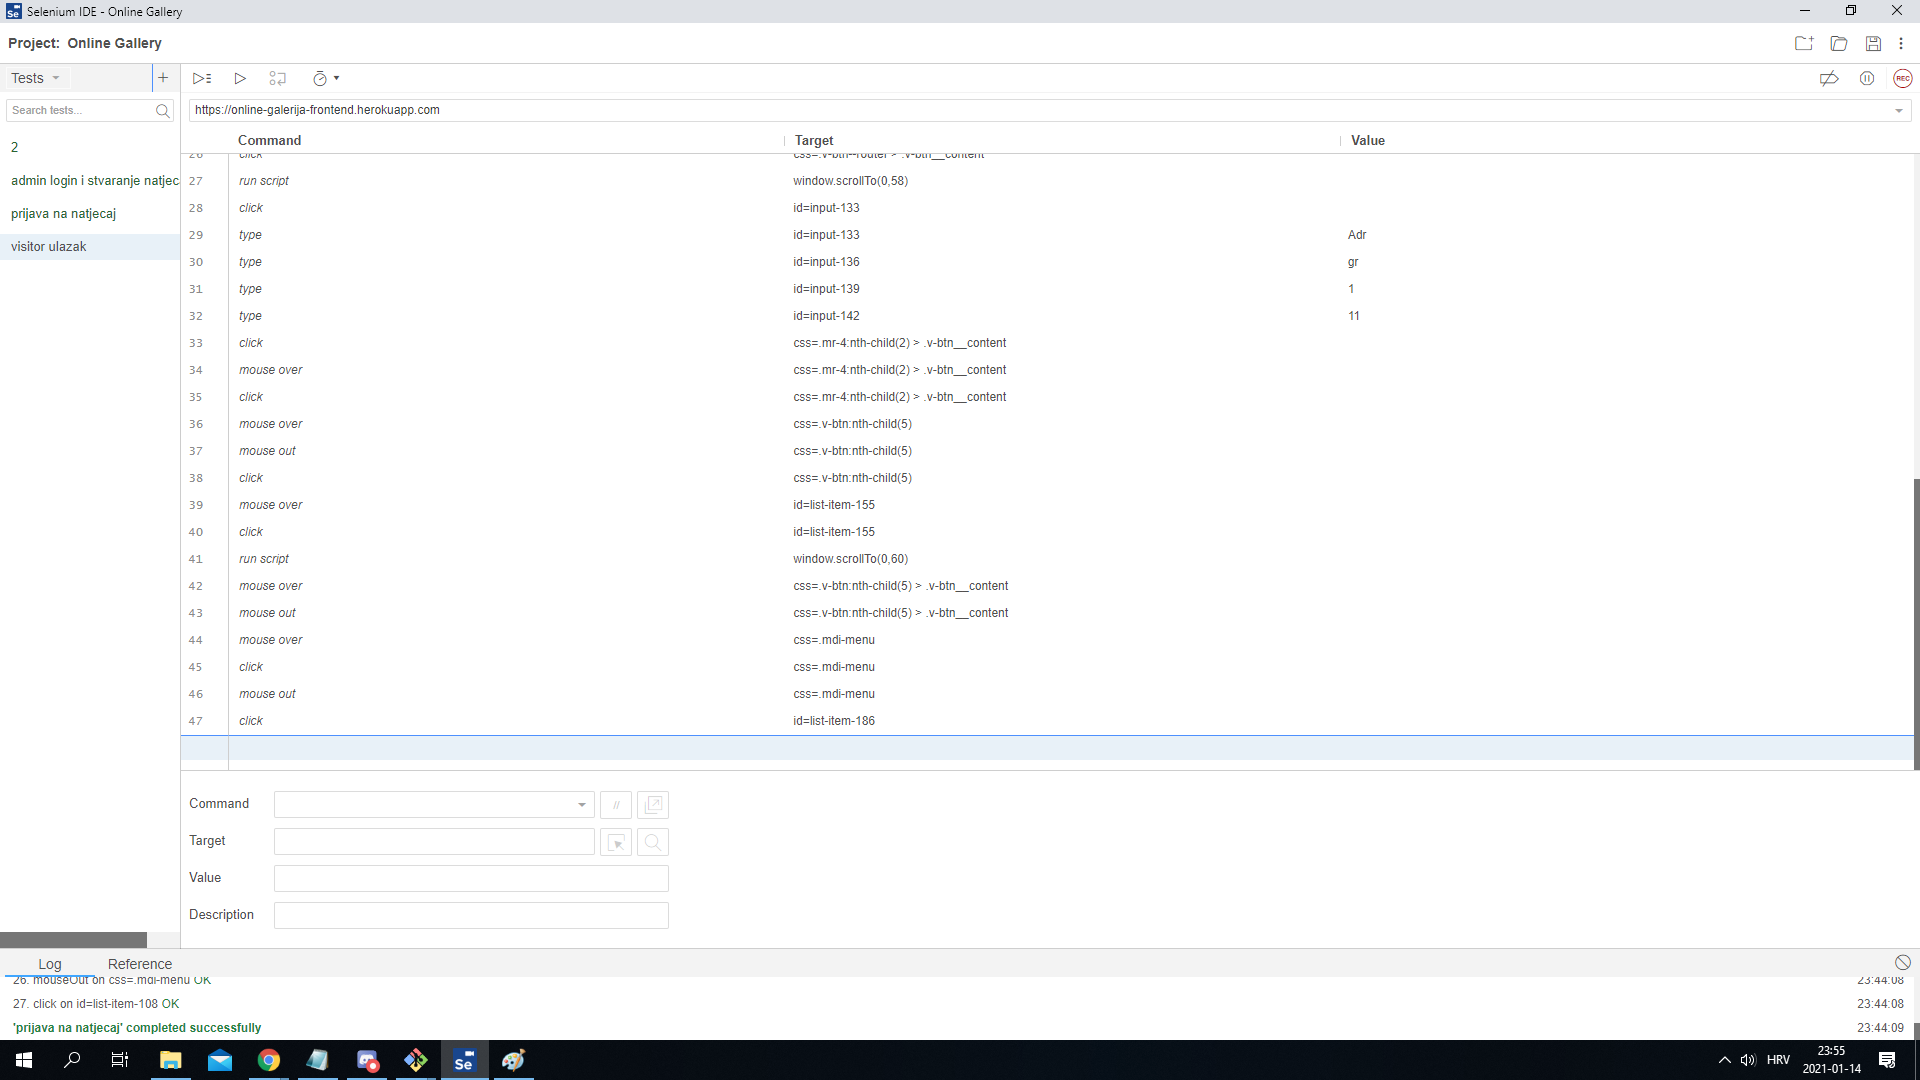 Selenium IDE - Online Gallery
Project: Online Gallery
Tests
Search tests...
https://online-galerija-frontend.herokuapp.com
REC
Command Target Value
2
admin login i stvaranje natjec
prijava na natjecaj
visitor ulazak
26 click css=.v-btn--router > .v-btn__content
27 run script window.scrollTo(0,58)
28 click id=input-133
29 type id=input-133 Adr
30 type id=input-136 gr
31 type id=input-139 1
32 type id=input-142 11
33 click css=.mr-4:nth-child(2) > .v-btn__content
34 mouse over css=.mr-4:nth-child(2) > .v-btn__content
35 click css=.mr-4:nth-child(2) > .v-btn__content
36 mouse over css=.v-btn:nth-child(5)
37 mouse out css=.v-btn:nth-child(5)
38 click css=.v-btn:nth-child(5)
39 mouse over id=list-item-155
40 click id=list-item-155
41 run script window.scrollTo(0,60)
42 mouse over css=.v-btn:nth-child(5) > .v-btn__content
43 mouse out css=.v-btn:nth-child(5) > .v-btn__content
44 mouse over css=.mdi-menu
45 click css=.mdi-menu
46 mouse out css=.mdi-menu
47 click id=list-item-186
Command //
Target
Value
Description
Log Reference
26. mouseOut on css=.mdi-menu OK 23:44:08
27. click on id=list-item-108 OK 23:44:08
'prijava na natjecaj' completed successfully 23:44:09
Se
HRV
23:55
2021-01-14